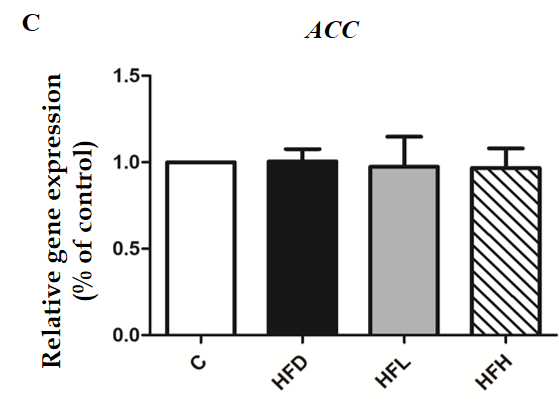 C
ACC
Relative gene expression
(% of control)
1.5
1.0
0.5
0.0
C
HFD
HFL
HFH